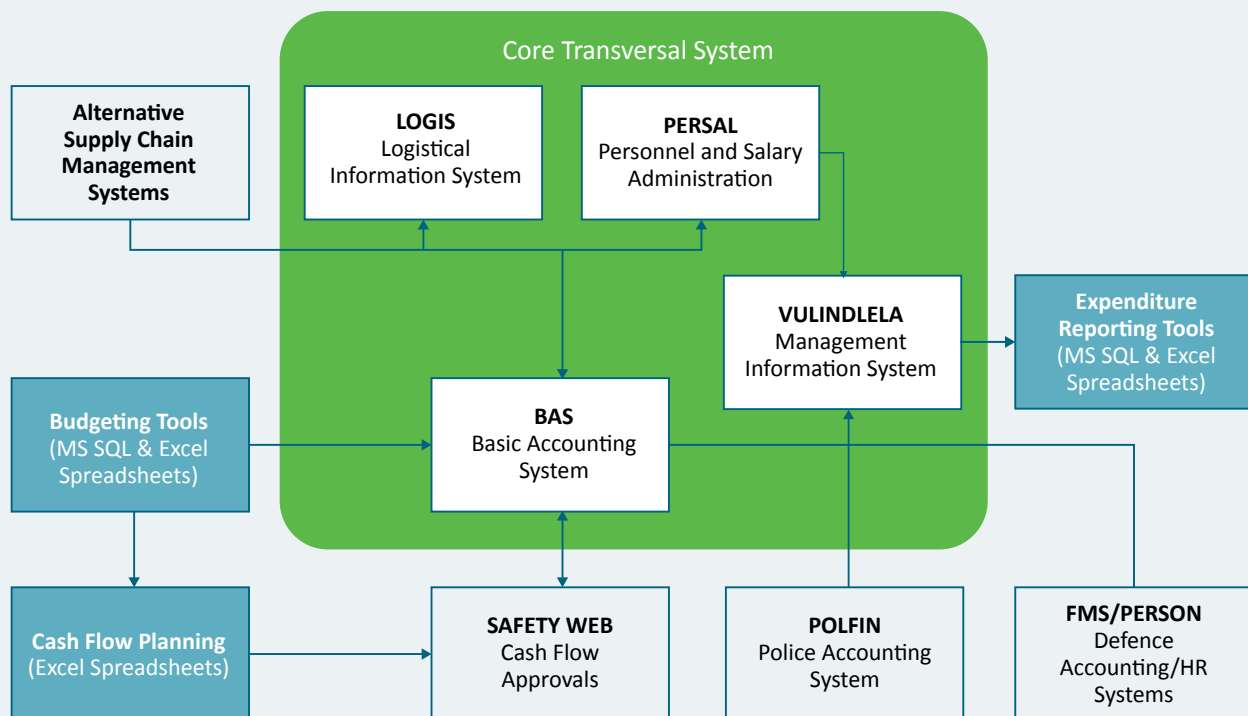 Core Transversal System
Alternative
Supply Chain
Management
Systems
LOGIS
Logistical
Information System
PERSAL
Personnel and Salary
Administration
VULINDLELA
Management
Information System
Expenditure
Reporting Tools
(MS SQL & Excel
Spreadsheets)
Budgeting Tools
(MS SQL & Excel
Spreadsheets)
BAS
Basic Accounting
System
Cash Flow Planning
(Excel Spreadsheets)
SAFETY WEB
Cash Flow
Approvals
POLFIN
Police Accounting
System
FMS/PERSON
Defence
Accounting/HR
Systems